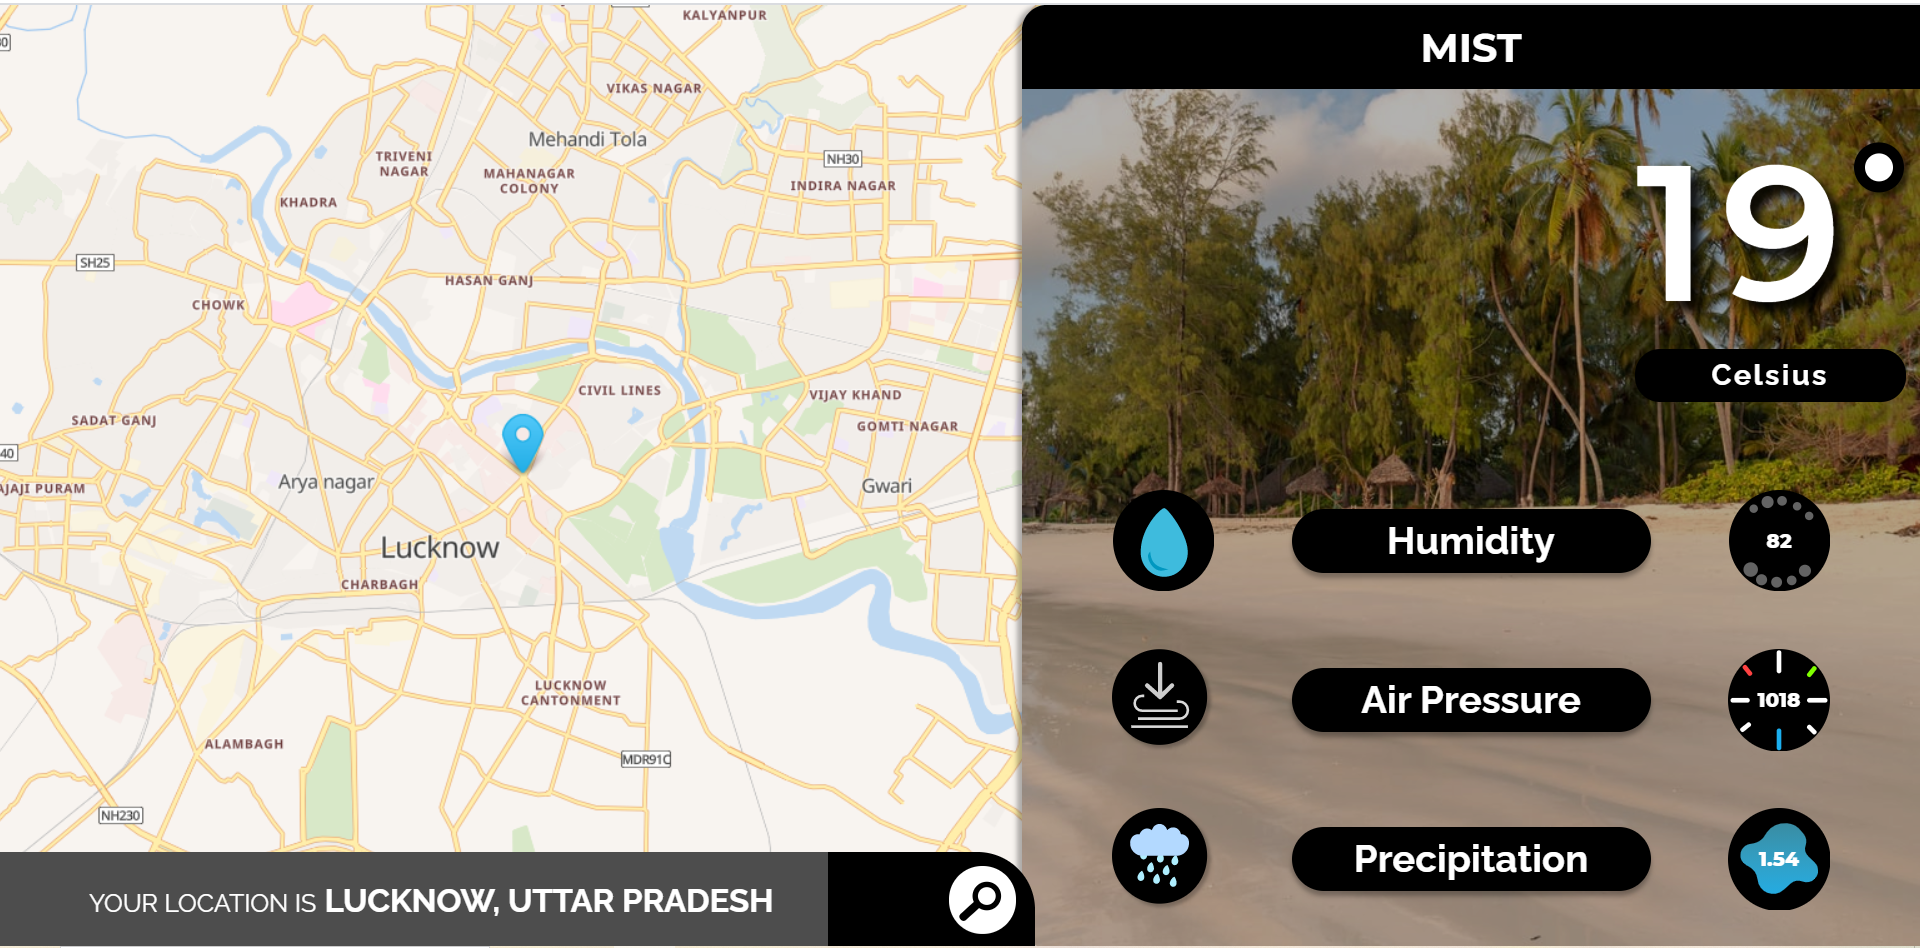 KALYANPUR
VIKAS NAGAR
Mehandi Tola
TRIVENI
NAGAR
MAHANAGAR
COLONY
NH30
INDIRA NAGAR
KHADRA
SH25
HASAN GANJ
CHOWK
CIVIL LINES
VIJAY KHAND
SADAT GANJ
GOMTI NAGAR
40
AJAJI PURAM
Arya nagar
Gwari
Lucknow
CHARBAGH
LUCKNOW
CANTONMENT
ALAMBAGH
MDR91C
NH230
YOUR LOCATION IS LUCKNOW, UTTAR PRADESH
MIST
19°
Celsius
Humidity
82
Air Pressure
1018
Precipitation
1.54